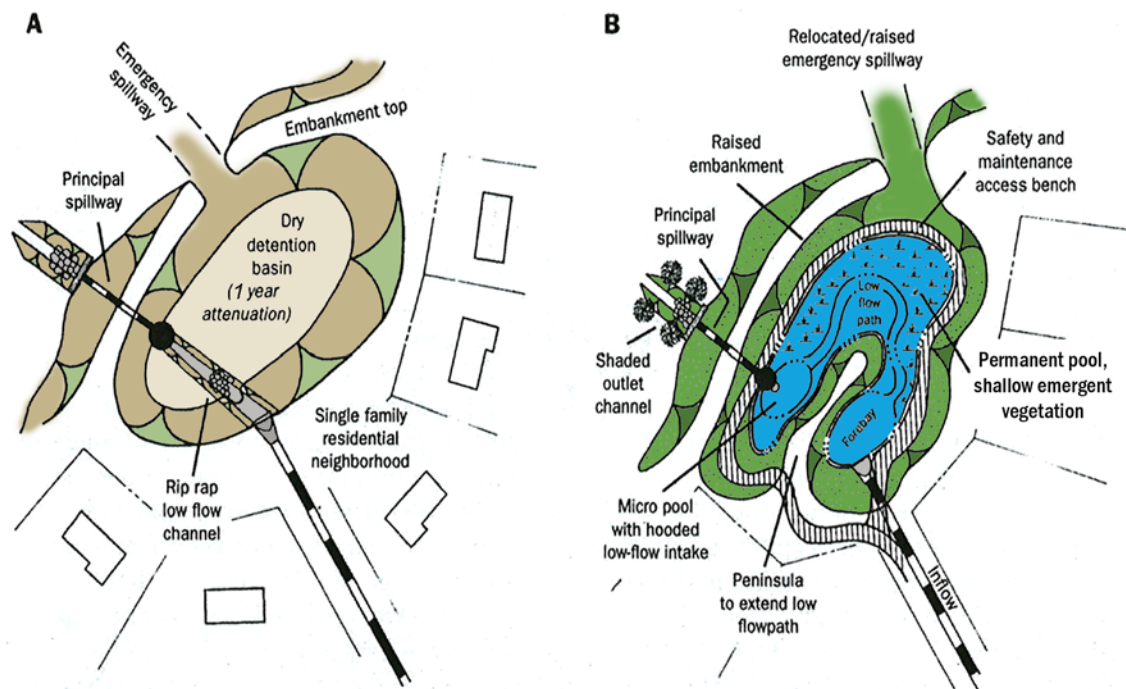 A
Emergency
spillway
Embankment top
Principal
spillway
Dry
detention
basin
(1 year
attenuation)
Single family
residential
neighborhood
Rip rap
low flow
channel
B
Relocated/raised
emergency spillway
Raised
embankment
Safety and
maintenance
access bench
Principal
spillway
Low
flow
path
Shaded
outlet
channel
Permanent pool,
shallow emergent
vegetation
Forebay
Micro pool
with hooded
low-flow intake
Inflow
Peninsula
to extend low
flowpath